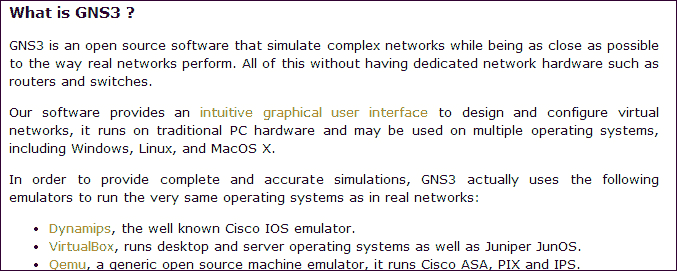 What is GNS3 ?
GNS3 is an open source software that simulate complex networks while being as close as possible
to the way real networks perform. All of this without having dedicated network hardware such as
routers and switches.
Our software provides an intuitive graphical user interface to design and configure virtual
networks, it runs on traditional PC hardware and may be used on multiple operating systems,
including Windows, Linux, and MacOS X.
In order to provide complete and accurate simulations, GNS3 actually uses the following
emulators to run the very same operating systems as in real networks:
• Dynamips, the well known Cisco IOS emulator.
• VirtualBox, runs desktop and server operating systems as well as Juniper JunOS.
• Qemu, a generic open source machine emulator, it runs Cisco ASA, PIX and IPS.